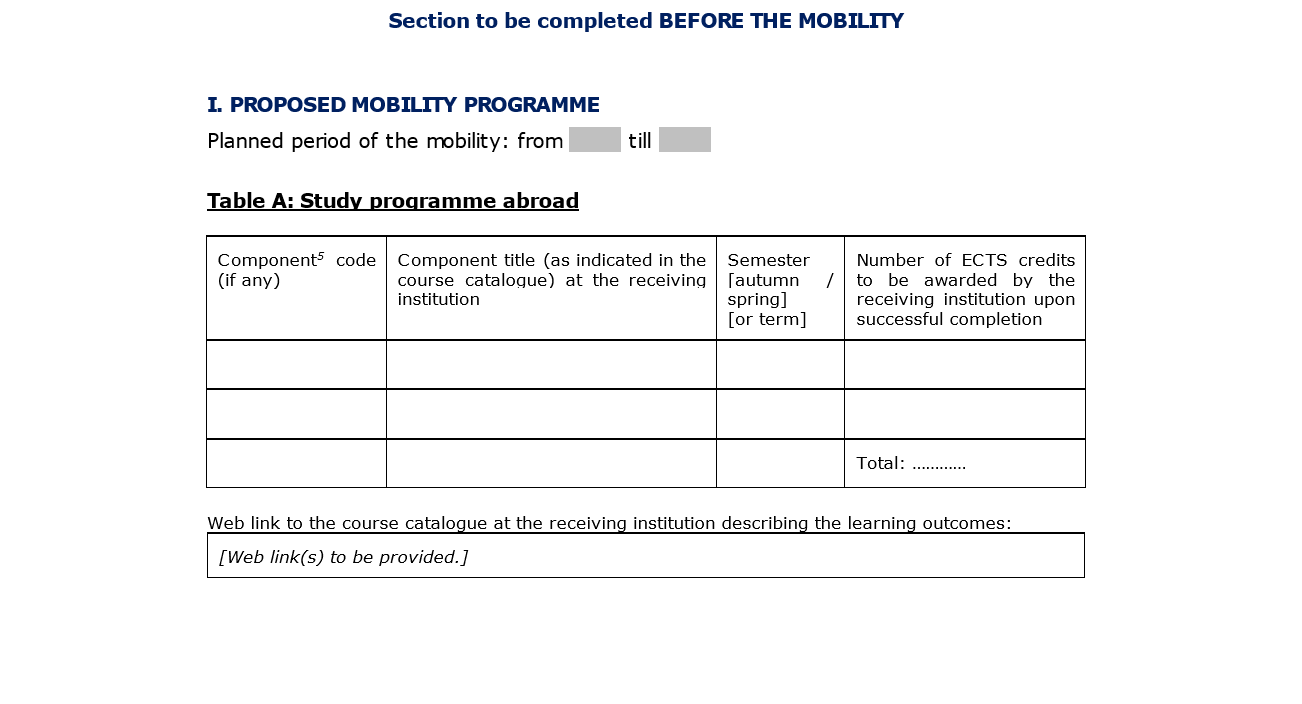 Section to be completed BEFORE THE MOBILITY
I. PROPOSED MOBILITY PROGRAMME
Planned period of the mobility: from till
Table A: Study programme abroad
Component⁵ code
(if any)
Component title (as indicated in the
course catalogue) at the receiving
institution
Semester
[autumn /
spring]
[or term]
Number of ECTS credits
to be awarded by the
receiving institution upon
successful completion
Total: …………
Web link to the course catalogue at the receiving institution describing the learning outcomes:
[Web link(s) to be provided.]